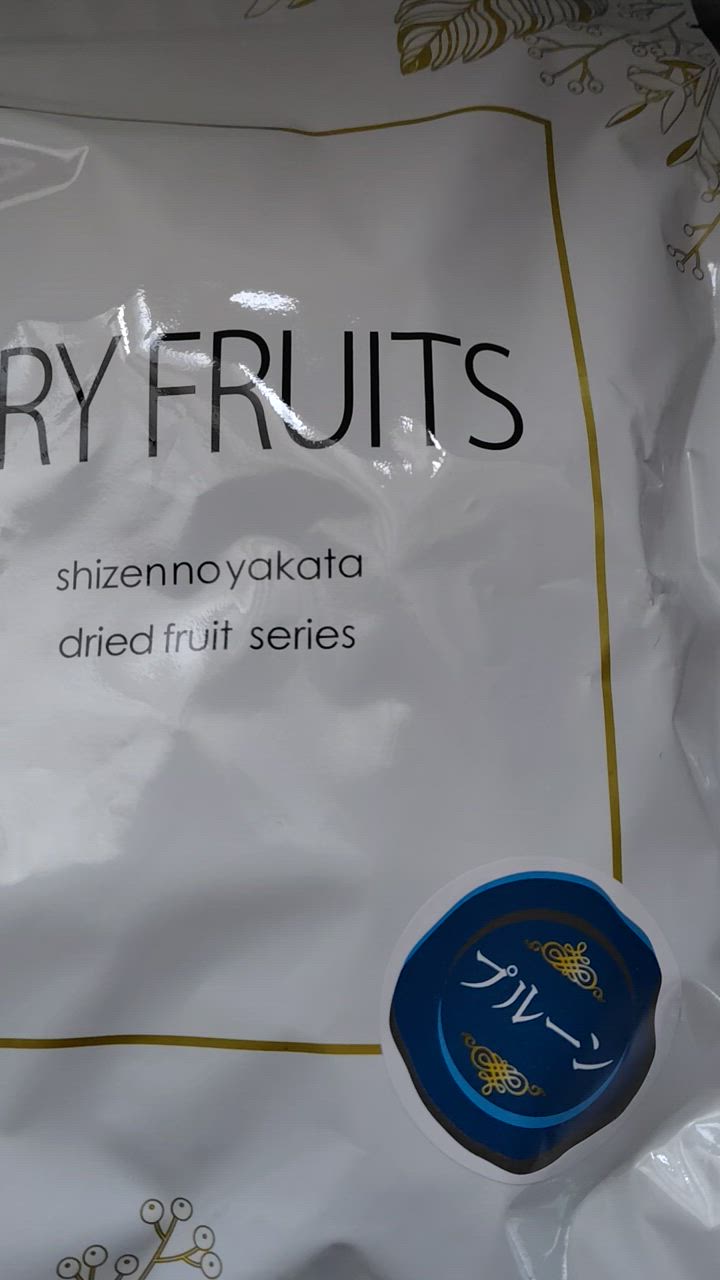 RY FRUITS
shizennoyakata
dried fruit series
プルーン